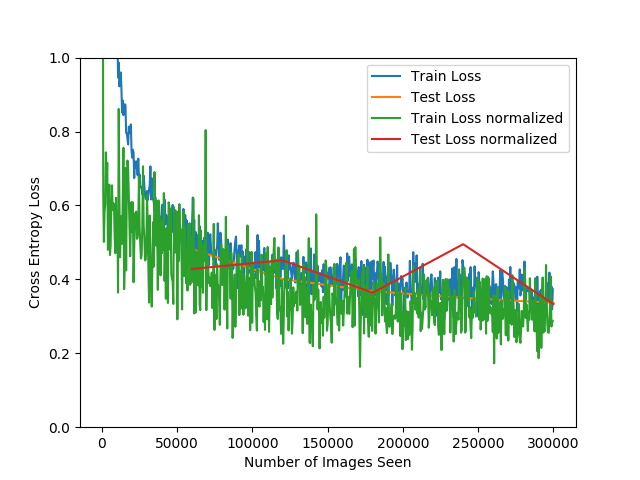 1.0
0.8
0.6
0.4
0.2
0.0
Cross Entropy Loss
Train Loss
Test Loss
Train Loss normalized
Test Loss normalized
0 50000 100000 150000 200000 250000 300000
Number of Images Seen